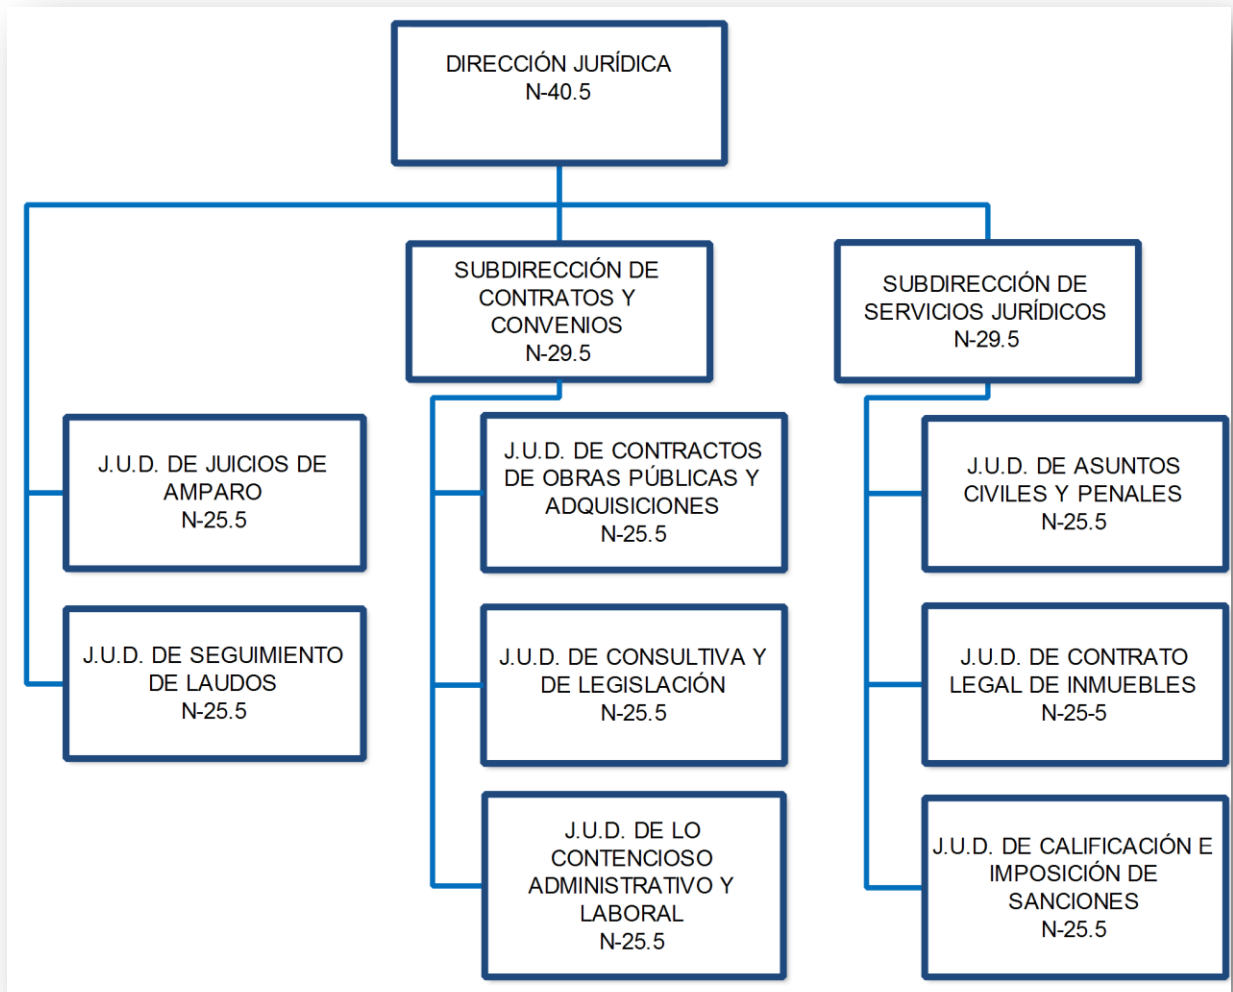 DIRECCIÓN JURÍDICA
N-40.5
SUBDIRECCIÓN DE
CONTRATOS Y
CONVENIOS
N-29.5
SUBDIRECCIÓN DE
SERVICIOS JURÍDICOS
N-29.5
J.U.D. DE JUICIOS DE
AMPARO
N-25.5
J.U.D. DE SEGUIMIENTO
DE LAUDOS
N-25.5
J.U.D. DE CONTRACTOS
DE OBRAS PÚBLICAS Y
ADQUISICIONES
N-25.5
J.U.D. DE CONSULTIVA Y
DE LEGISLACIÓN
N-25.5
J.U.D. DE LO
CONTENCIOSO
ADMINISTRATIVO Y
LABORAL
N-25.5
J.U.D. DE ASUNTOS
CIVILES Y PENALES
N-25.5
J.U.D. DE CONTRATO
LEGAL DE INMUEBLES
N-25-5
J.U.D. DE CALIFICACIÓN E
IMPOSICIÓN DE
SANCIONES
N-25.5